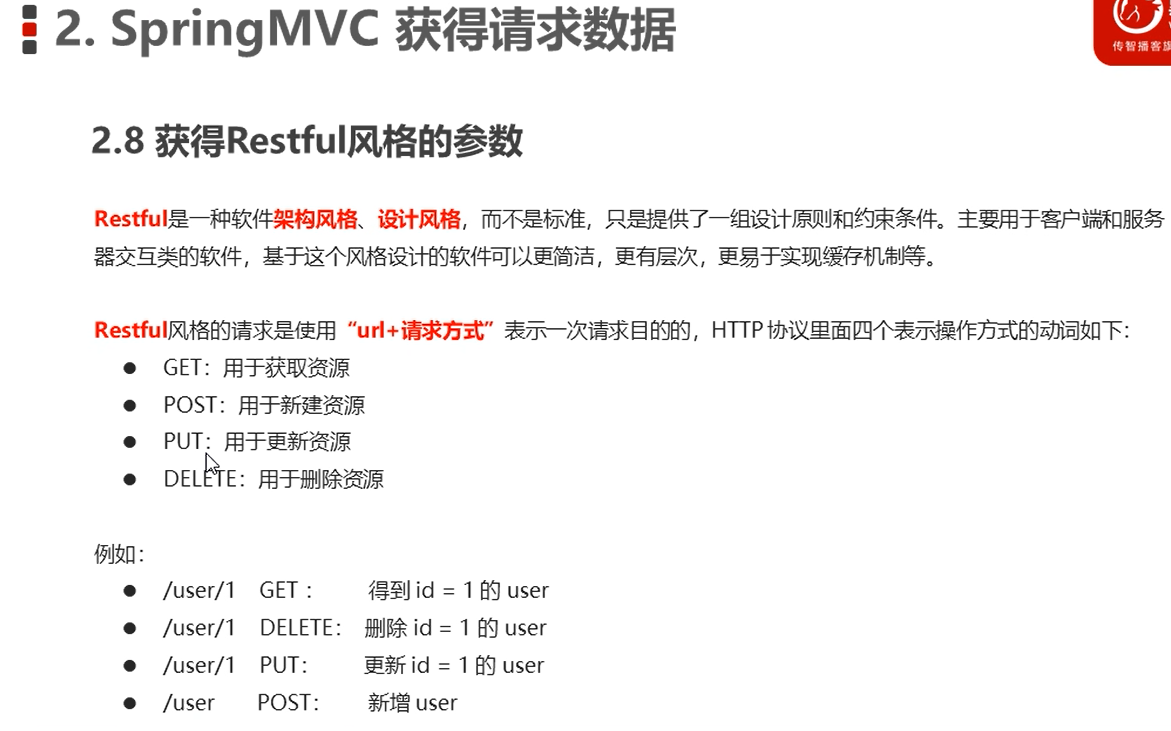 2. SpringMVC 获得请求数据
传智播客旗
2.8 获得Restful风格的参数
Restful是一种软件架构风格、设计风格，而不是标准，只是提供了一组设计原则和约束条件。主要用于客户端和服务
器交互类的软件，基于这个风格设计的软件可以更简洁，更有层次，更易于实现缓存机制等。
Restful风格的请求是使用“url+请求方式”表示一次请求目的的，HTTP 协议里面四个表示操作方式的动词如下：
● GET：用于获取资源
● POST：用于新建资源
● PUT：用于更新资源
● DELETE：用于删除资源
例如：
● /user/1 GET ： 得到 id = 1 的 user
● /user/1 DELETE： 删除 id = 1 的 user
● /user/1 PUT： 更新 id = 1 的 user
● /user POST： 新增 user